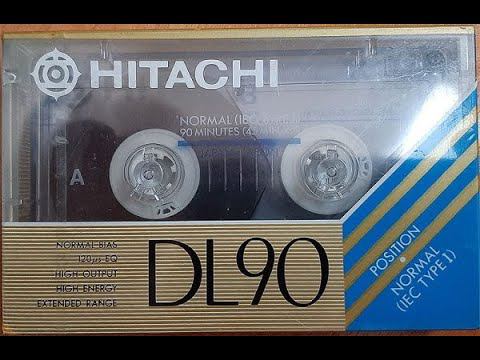 HITACHI
NORMAL (IEC
90 MINUTES (45 MIN
A
NORMAL-BIAS
120μs EQ
HIGH OUTPUT
HIGH ENERGY
EXTENDED RANGE
DL90
POSITION •
NORMAL
(IEC TYPE I)